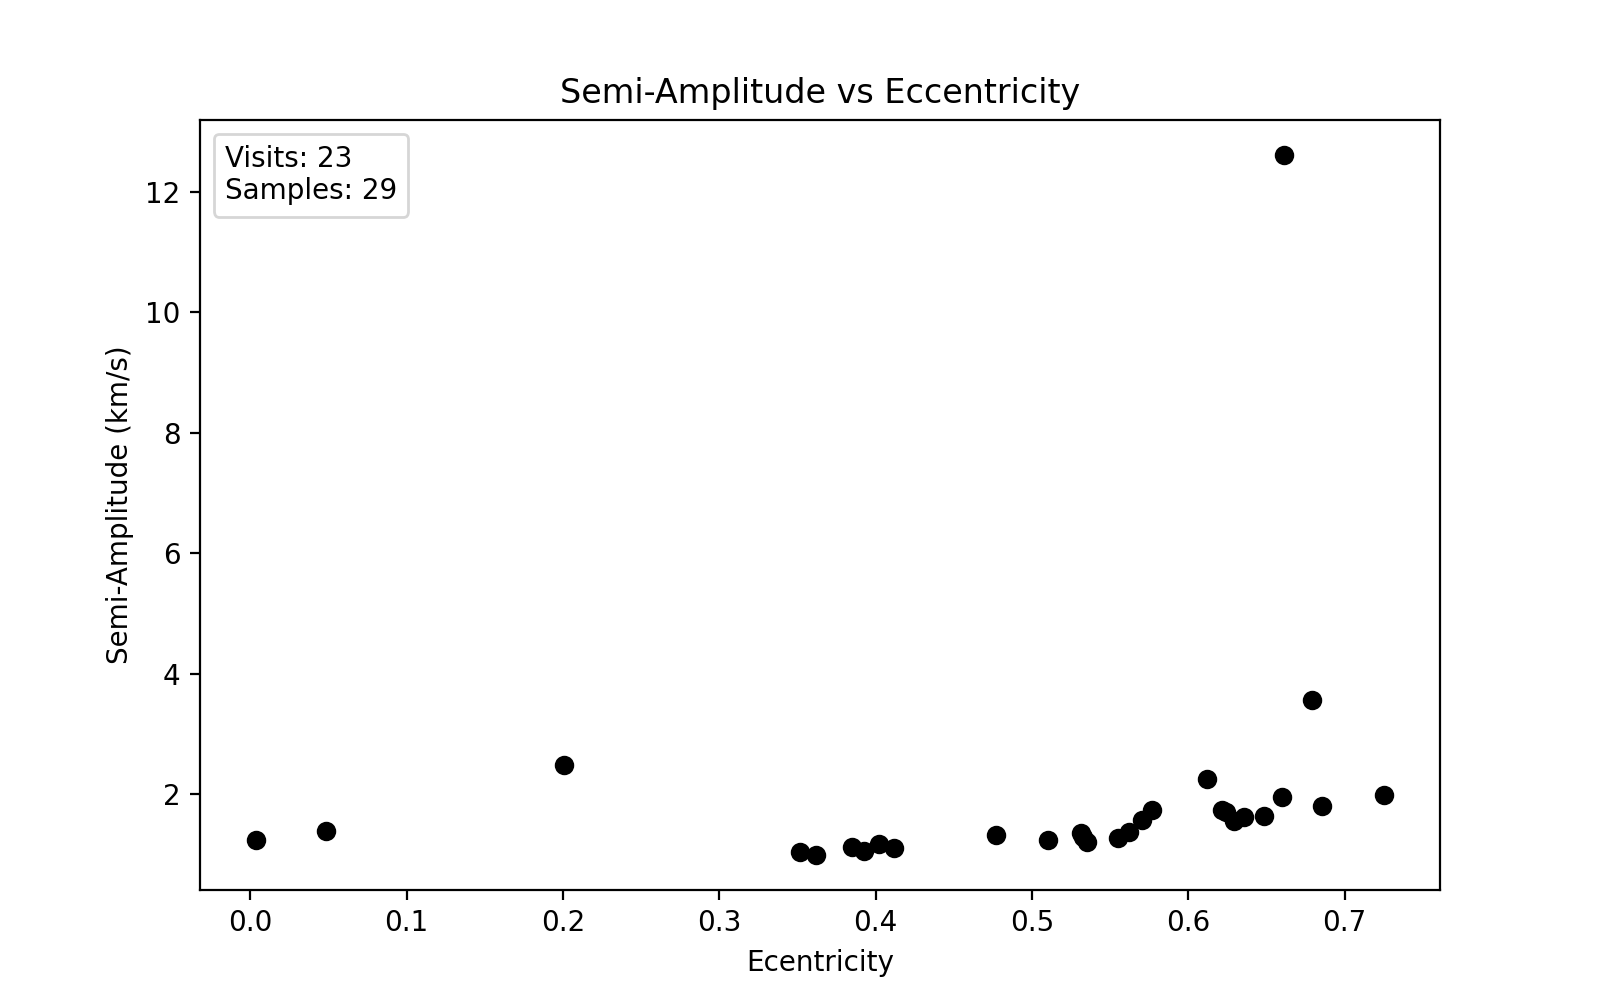 Semi-Amplitude vs Eccentricity
Visits: 23
Samples: 29
12
10
8
6
4
2
Semi-Amplitude (km/s)
0.0 0.1 0.2 0.3 0.4 0.5 0.6 0.7
Ecentricity